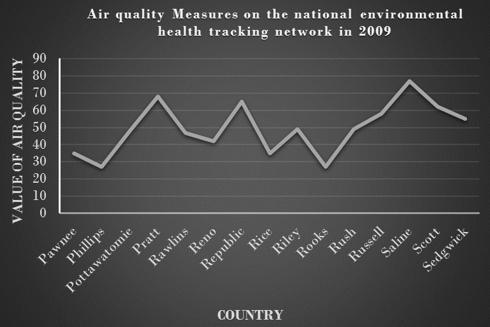 Air quality Measures on the national environmental
health tracking network in 2009
VALUE OF AIR QUALITY
90
80
70
60
50
40
30
20
10
0
Pawnee
Phillips
Pottawatomie
Pratt
Rawlins
Reno
Republic
Rice
Riley
Rooks
Rush
Russell
Saline
Scott
Sedgwick
COUNTRY